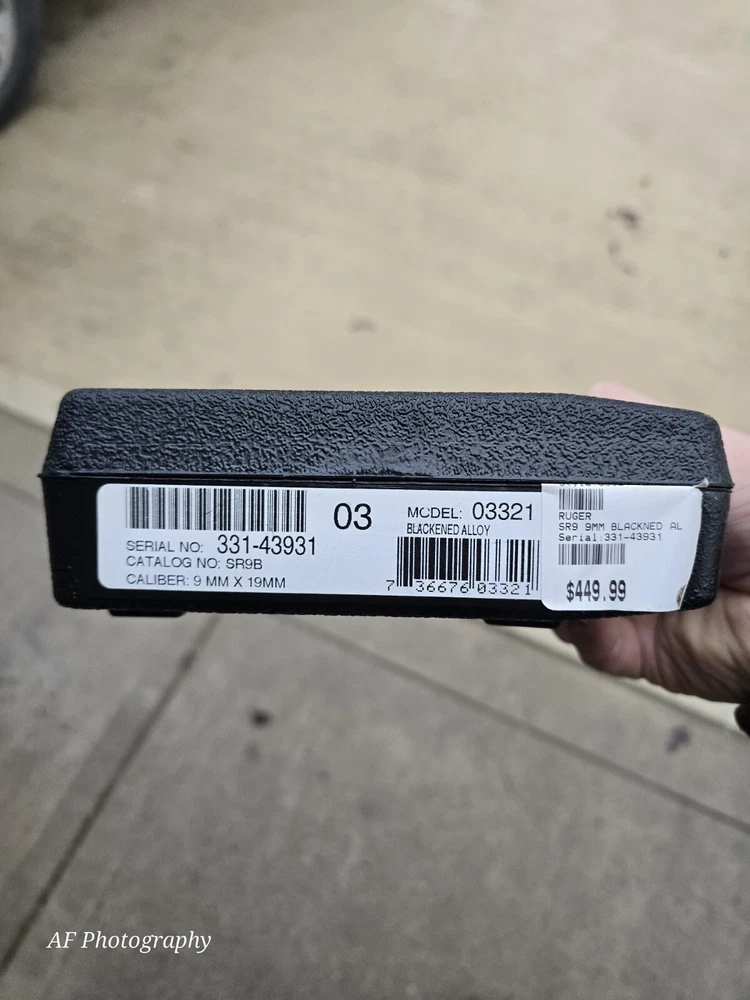 03
MODEL: 03321
BLACKENED ALLOY
SERIAL NO: 331-43931
CATALOG NO: SR9B
CALIBER: 9 MM X 19MM
7 36676 03321
RUGER
SR9 9MM BLACKNED AL
Serial:331-43931
$449.99
AF Photography